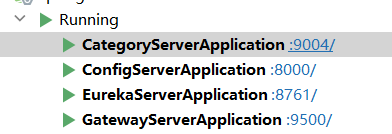 Running
CategoryServerApplication :9004/
ConfigServerApplication :8000/
EurekaServerApplication :8761/
GatewayServerApplication :9500/